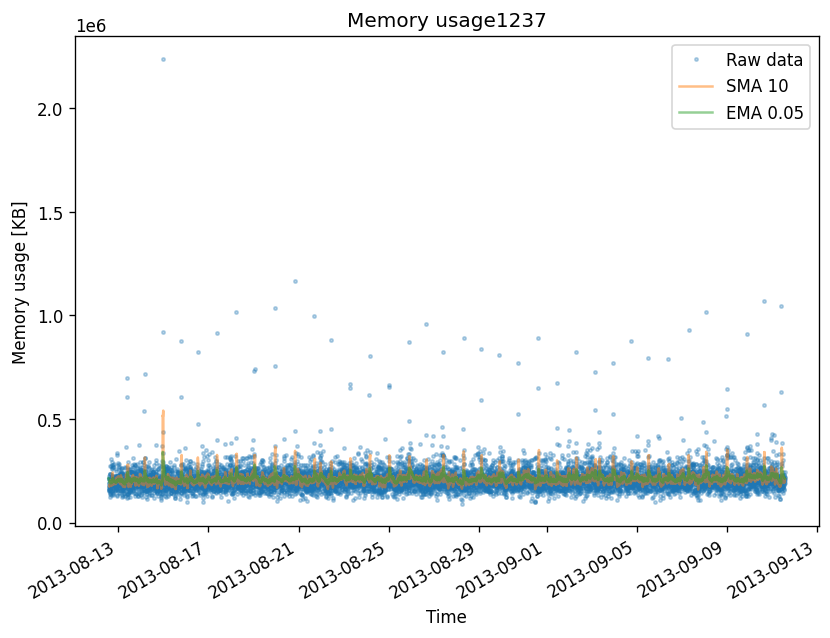 Memory usage1237
1e6
Raw data
SMA 10
EMA 0.05
2.0
1.5
1.0
0.5
0.0
Memory usage [KB]
2013-08-13
2013-08-17
2013-08-21
2013-08-25
2013-08-29
2013-09-01
2013-09-05
2013-09-09
2013-09-13
Time